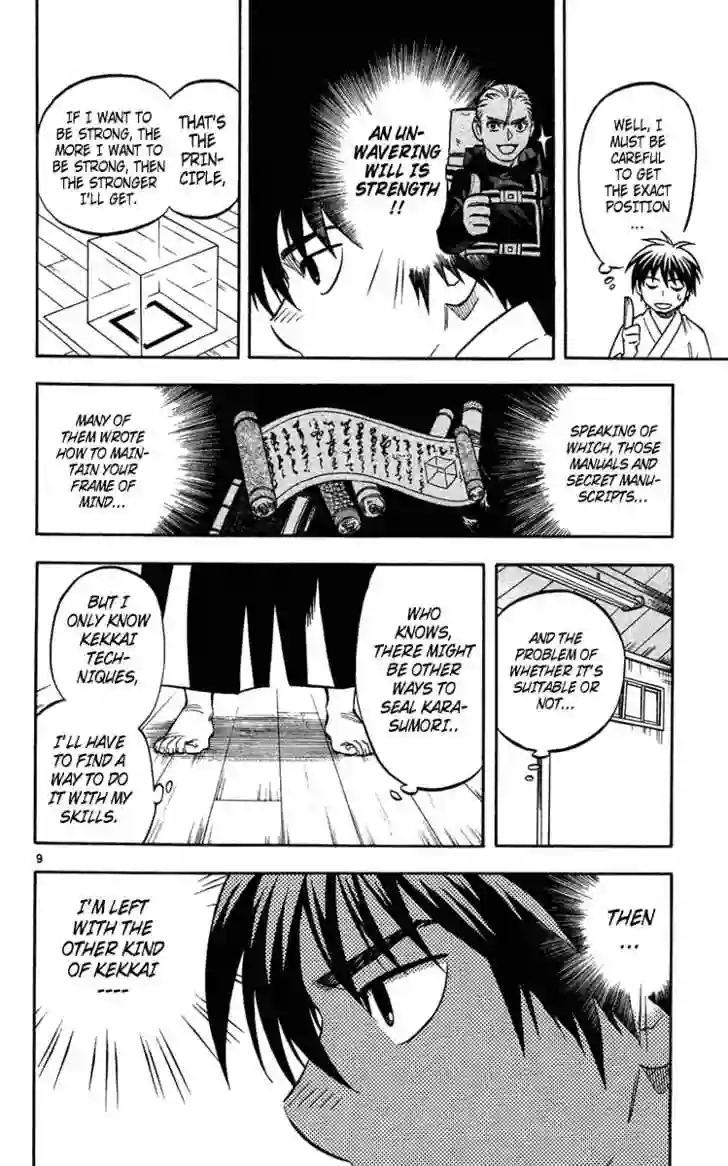 WELL, I
MUST BE
CAREFUL
TO GET
THE EXACT
POSITION
...
AN UN-
WAVERING
WILL IS
STRENGTH
!!
THAT'S
THE
PRIN-
CIPLE,
IF I WANT TO
BE STRONG, THE
MORE I WANT TO
BE STRONG, THEN
THE STRONGER
I'LL GET.
SPEAKING OF
WHICH, THOSE
MANUALS AND
SECRET MANU-
SCRIPTS...
MANY OF
THEM WROTE
HOW TO MAIN-
TAIN YOUR
FRAME OF
MIND...
AND THE
PROBLEM OF
WHETHER IT'S
SUITABLE OR
NOT...
WHO
KNOWS,
THERE MIGHT
BE OTHER
WAYS TO
SEAL KARA-
SUMORI..
BUT I
ONLY KNOW
KEKKAI
TECH-
NIQUES,
I'LL HAVE
TO FIND A
WAY TO DO
IT WITH MY
SKILLS.
9
THEN
...
I'M LEFT
WITH THE
OTHER KIND
OF KEKKAI
----